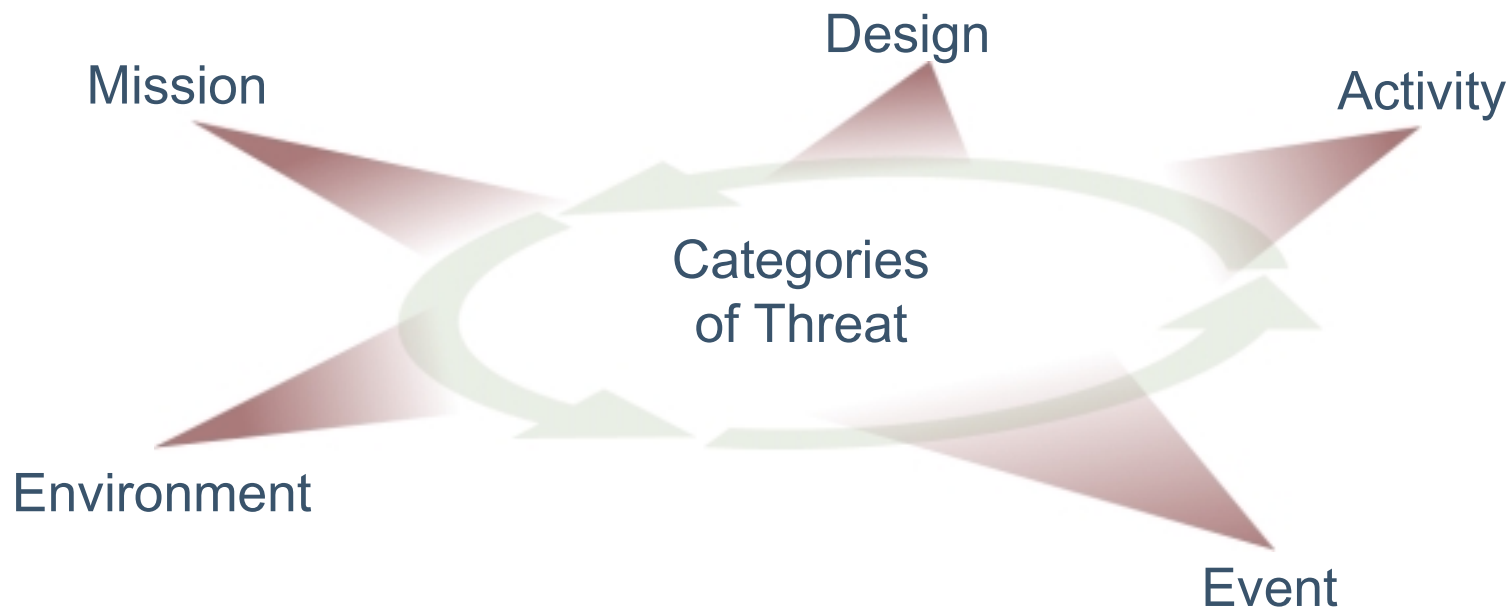 Design
Mission
Activity
Categories
of Threat
Environment
Event